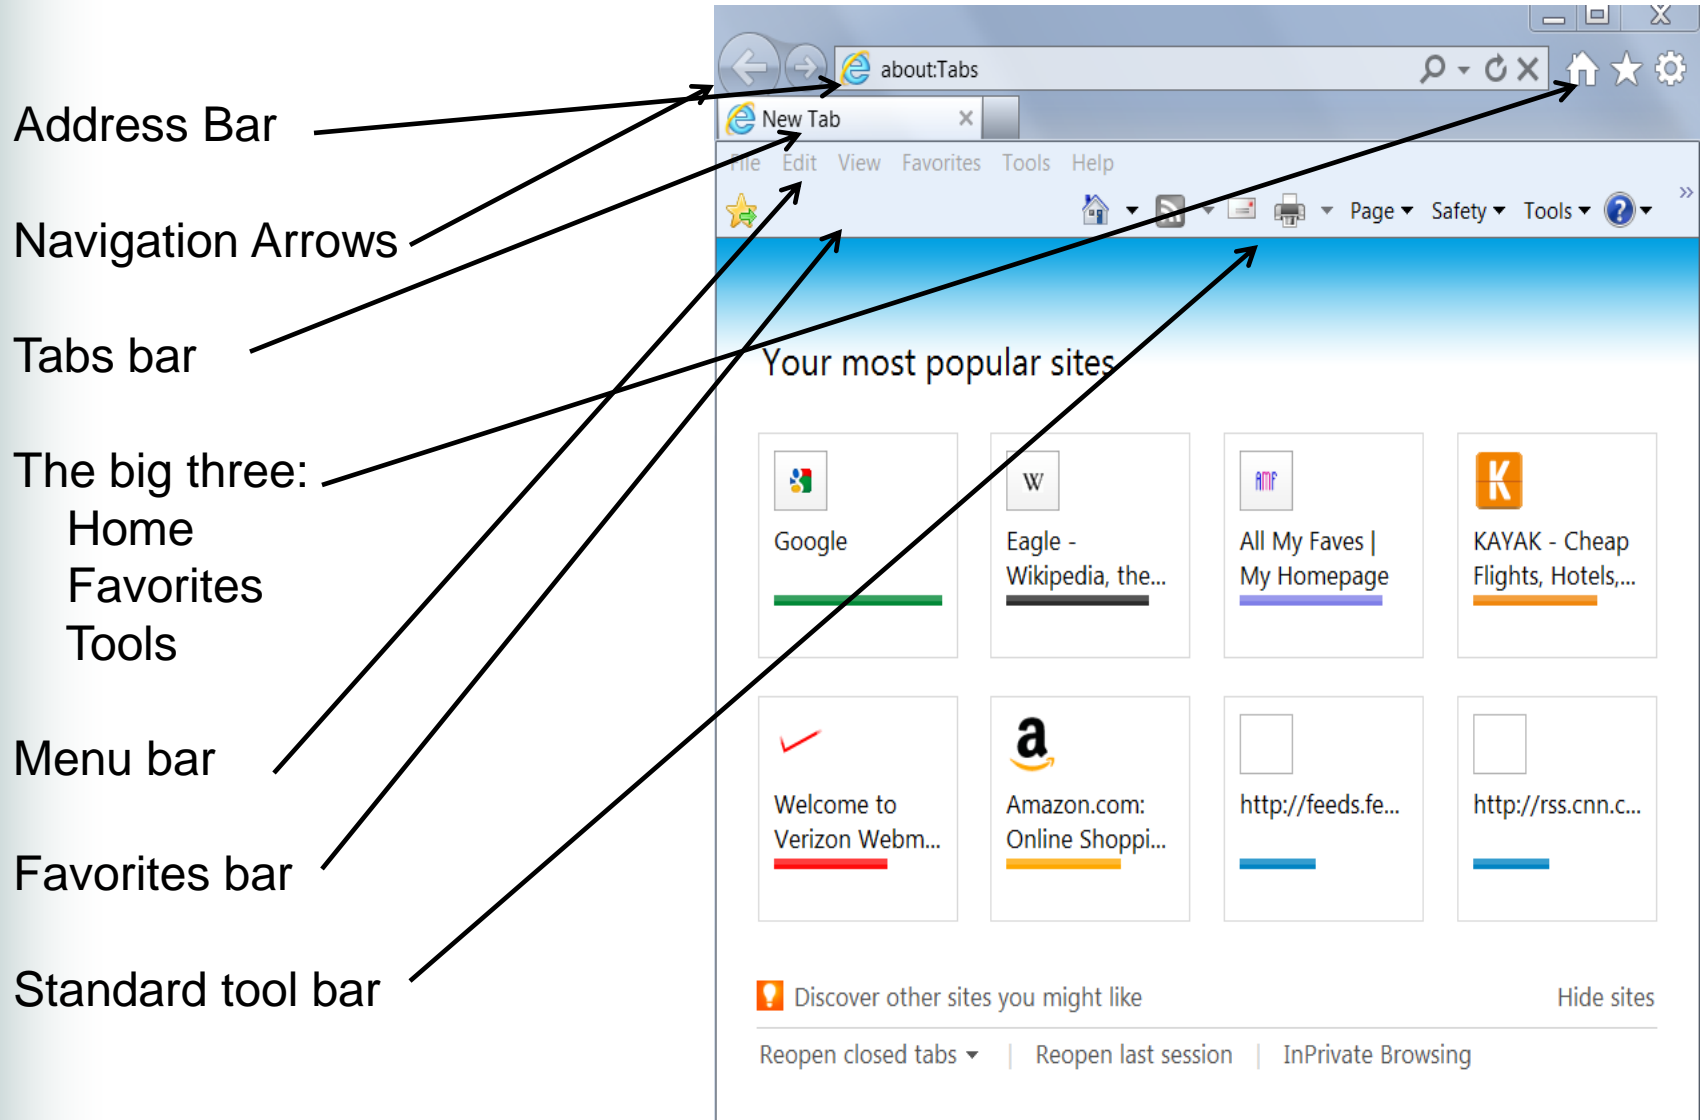 Address Bar
Navigation Arrows
Tabs bar
The big three:
Home
Favorites
Tools
Menu bar
Favorites bar
Standard tool bar
about:Tabs
New Tab
File Edit View Favorites Tools Help
Page Safety Tools
Your most popular sites
Google
Eagle -
Wikipedia, the...
All My Faves |
My Homepage
KAYAK - Cheap
Flights, Hotels,...
Welcome to
Verizon Webm...
Amazon.com:
Online Shoppi...
http://feeds.fe...
http://rss.cnn.c...
Discover other sites you might like
Hide sites
Reopen closed tabs | Reopen last session | InPrivate Browsing
W
AMF
K
a